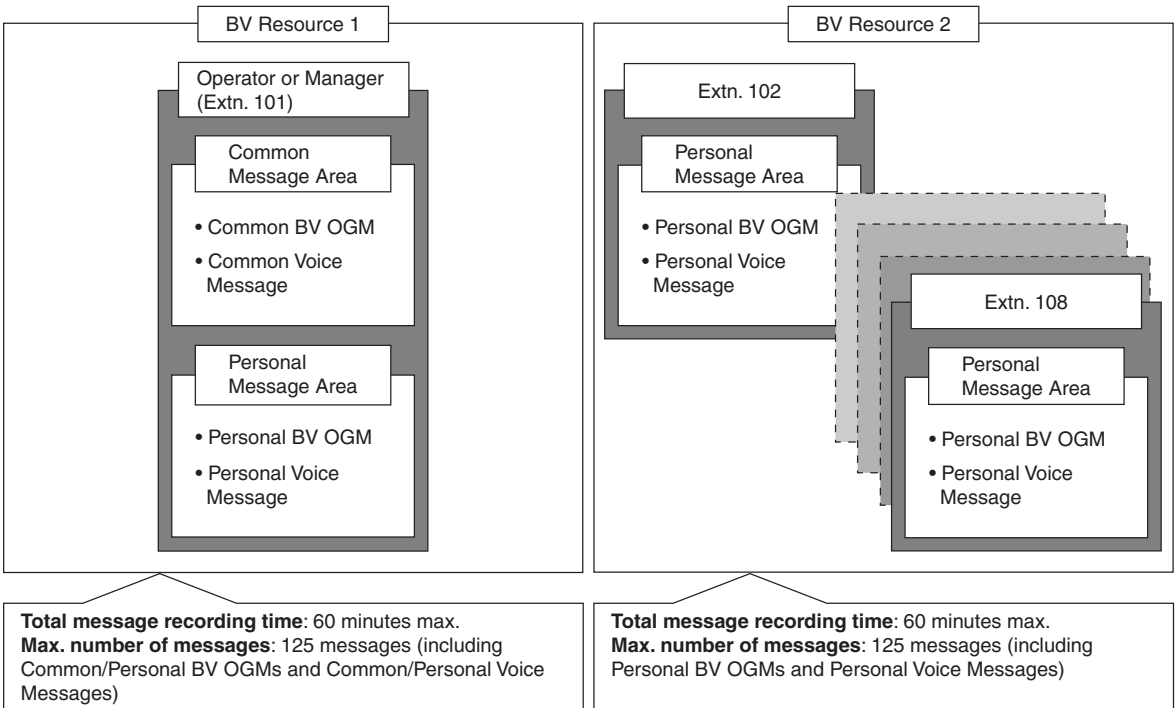 BV Resource 1
Operator or Manager
(Extn. 101)
Common
Message Area
• Common BV OGM
• Common Voice
Message
Personal
Message Area
• Personal BV OGM
• Personal Voice
Message
Total message recording time: 60 minutes max.
Max. number of messages: 125 messages (including
Common/Personal BV OGMs and Common/Personal Voice
Messages)
BV Resource 2
Extn. 102
Personal
Message Area
• Personal BV OGM
• Personal Voice
Message
Extn. 108
Personal
Message Area
• Personal BV OGM
• Personal Voice
Message
Total message recording time: 60 minutes max.
Max. number of messages: 125 messages (including
Personal BV OGMs and Personal Voice Messages)